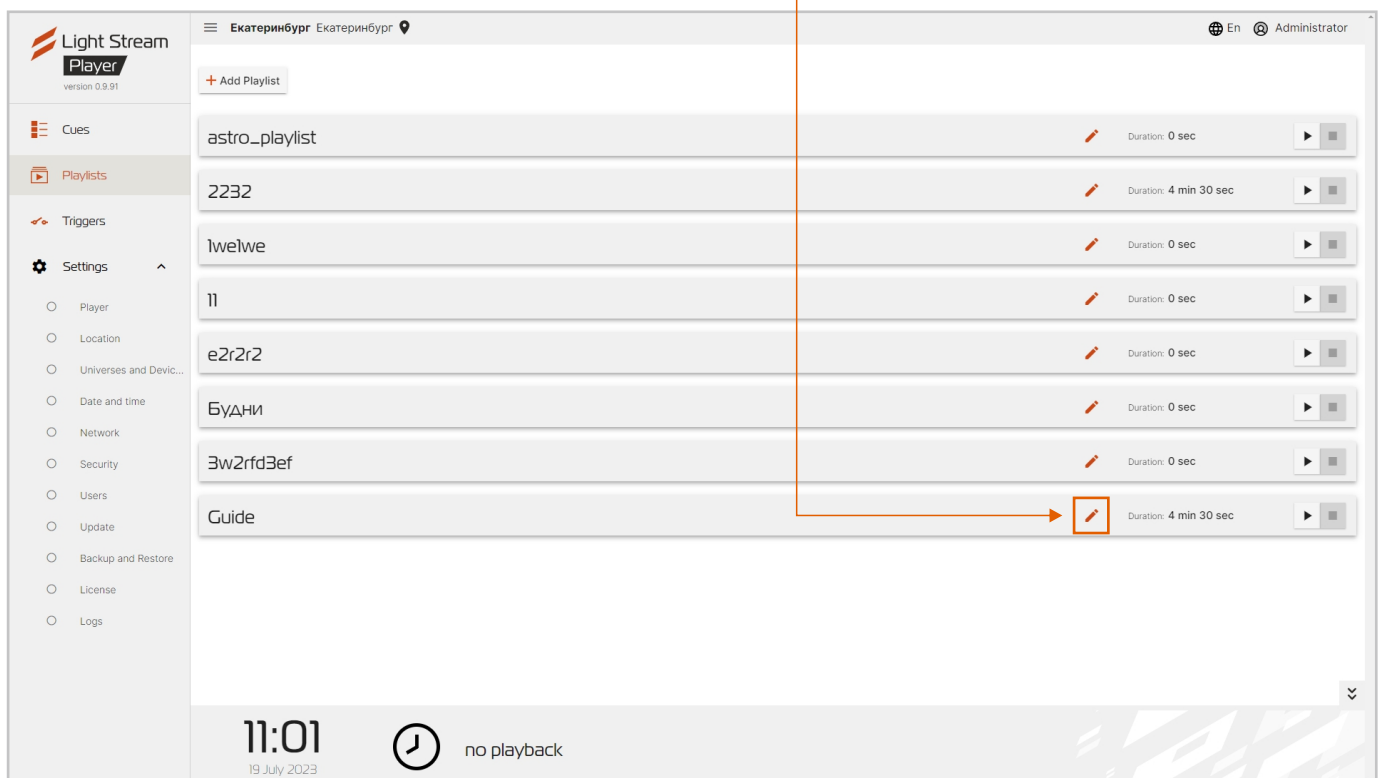 Light Stream
Player
version 0.9.91
Екатеринбург Екатеринбург
En Administrator
+ Add Playlist
Cues
Playlists
Triggers
Settings
Player
Location
Universes and Devic...
Date and time
Network
Security
Users
Update
Backup and Restore
License
Logs
astro_playlist Duration: 0 sec
2232 Duration: 4 min 30 sec
1we1we Duration: 0 sec
11 Duration: 0 sec
e2r2r2 Duration: 0 sec
Будни Duration: 0 sec
3w2rfd3ef Duration: 0 sec
Guide Duration: 4 min 30 sec
11:01
19 July 2023
no playback